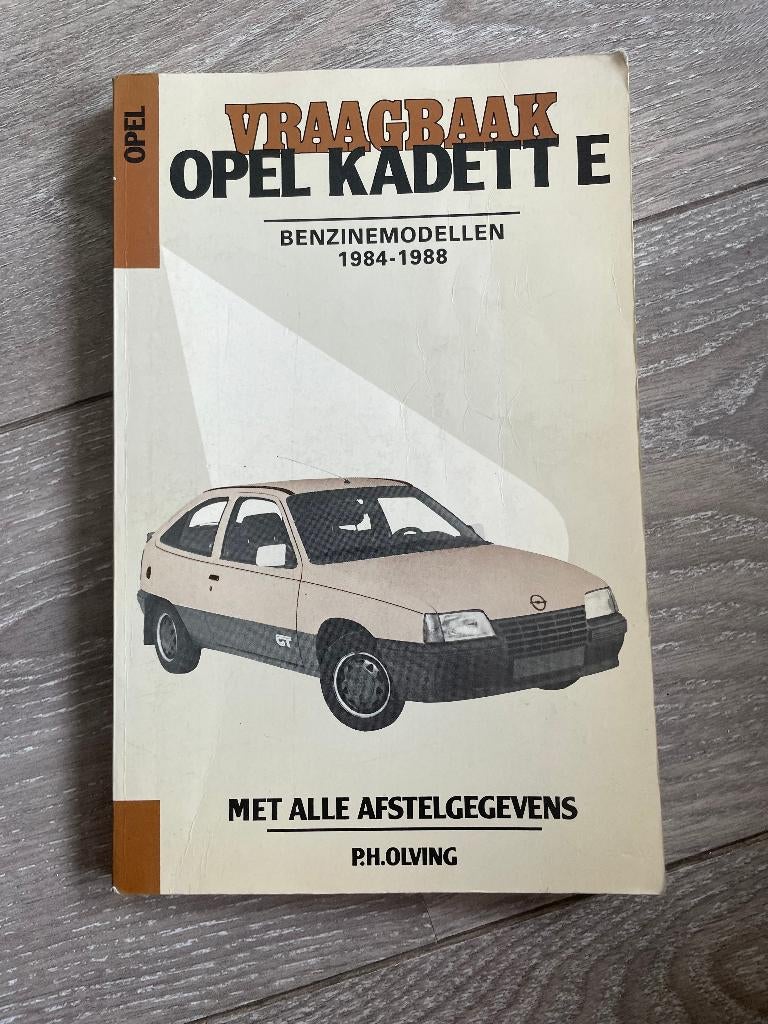 OPEL
VRAAGBAAK
OPEL KADETT E
BENZINEMODELLEN
1984-1988
GT
MET ALLE AFSTELGEGEVENS
P.H.OLVING